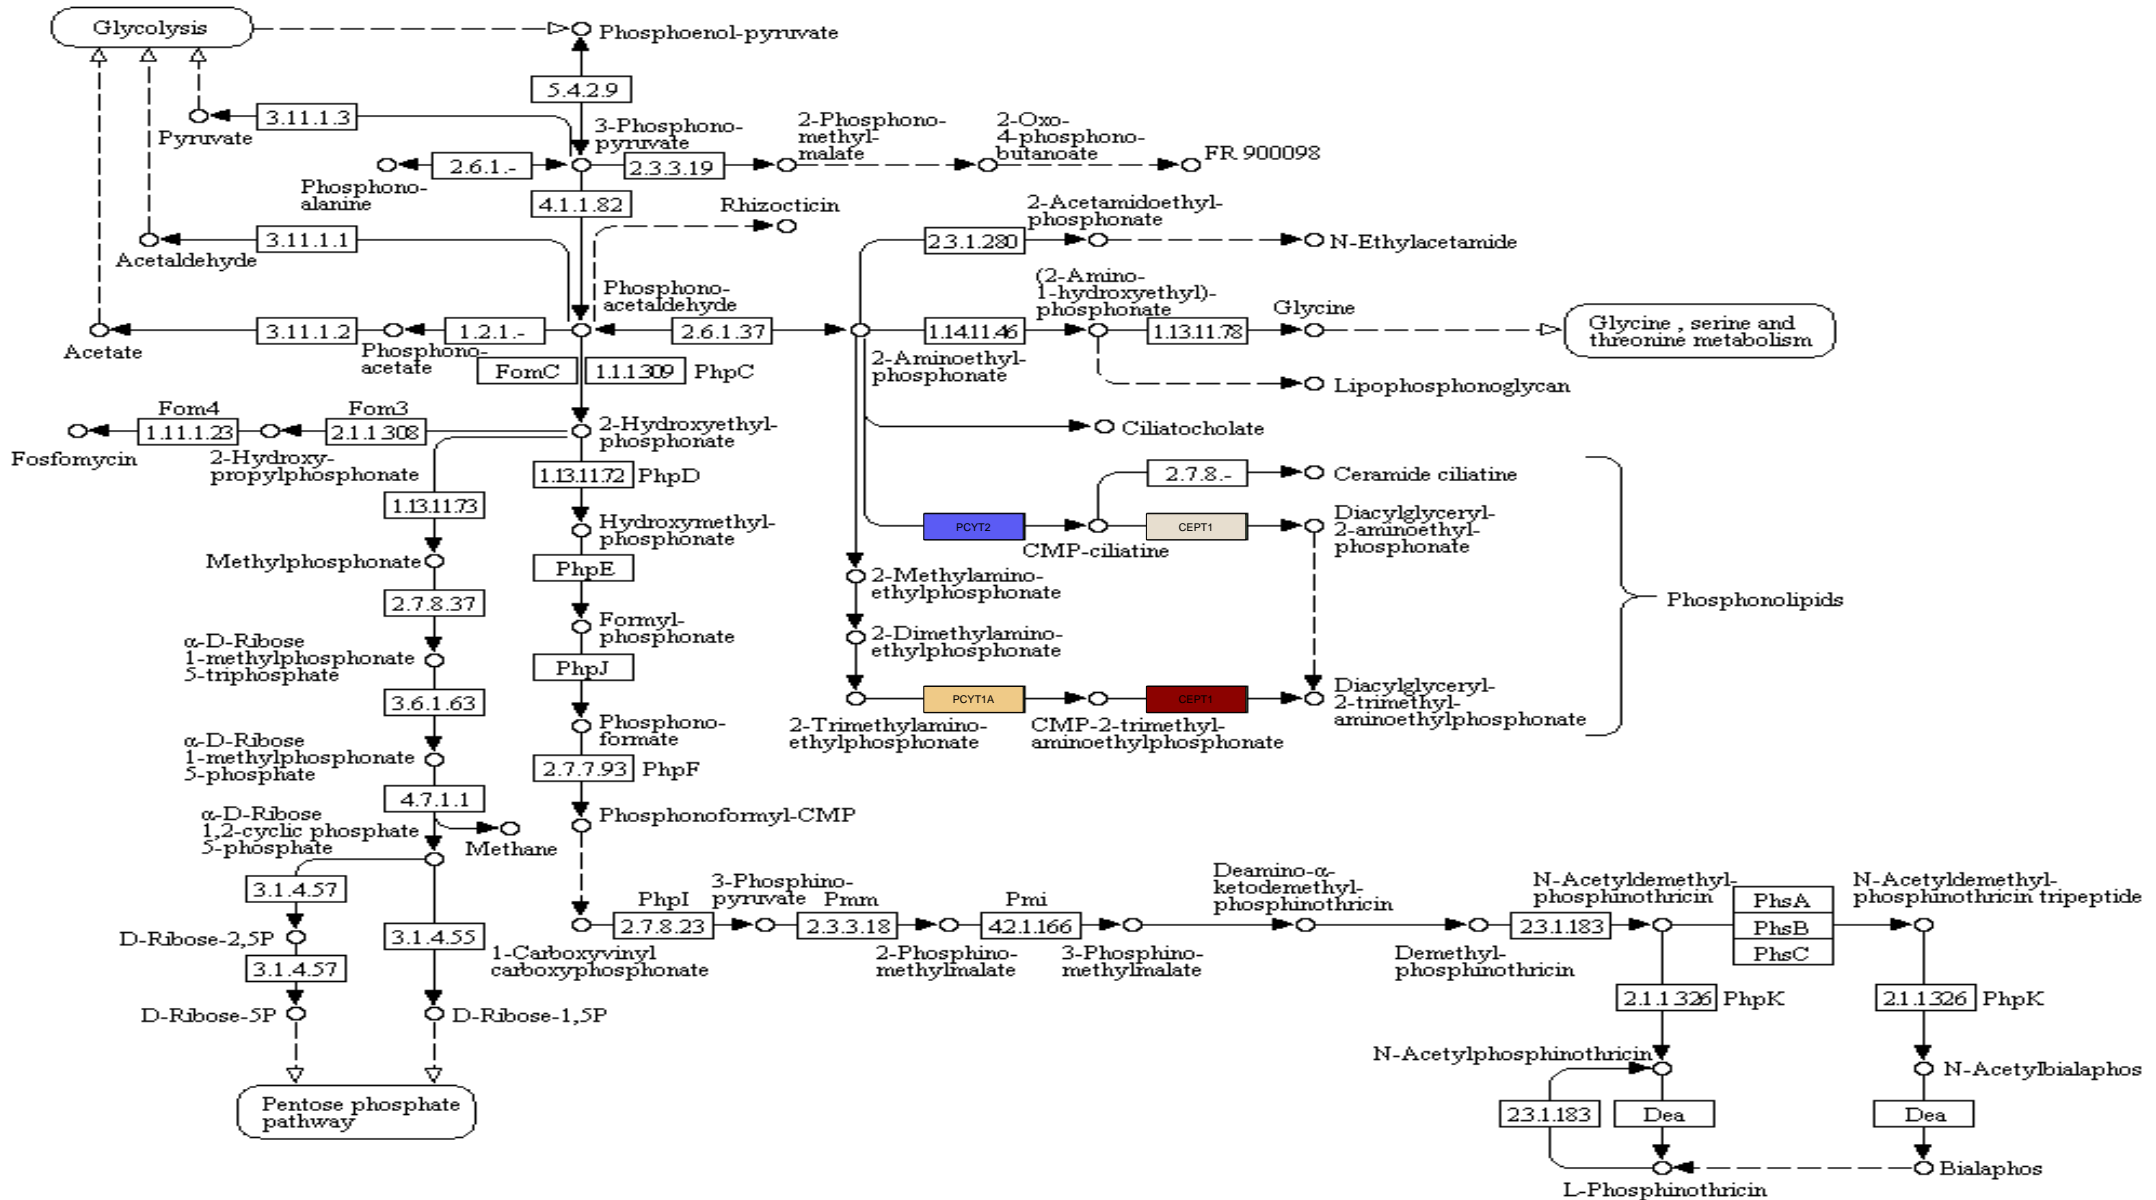 Glycolysis
Phosphoenol-pyruvate
5.4.2.9
3.11.1.3
Pyruvate
3-Phosphono-
pyruvate
2-Phosphono-
methyl-
malate
2-Oxo-
4-phosphono-
butanoate
2.6.1.-
2.3.3.19
FR 900098
Phosphono-
alanine
4.1.1.82
Rhizocticin
2-Acetamidoethyl-
phosphonate
3.11.1.1
Acetaldehyde
2.3.1.280
N-Ethylacetamide
Phosphono-
acetaldehyde
(2-Amino-
1-hydroxyethyl)-
phosphonate
Glycine
3.11.1.2
1.2.1.-
2.6.1.37
1.14.11.46
1.13.11.78
Glycine , serine and
threonine metabolism
Acetate
Phosphono-
acetate
2-Aminoethyl-
phosphonate
FomC
1.1.1.309
PhpC
Lipophosphonoglycan
Fom4
Fom3
1.11.1.23
2.1.1.308
2-Hydroxyethyl-
phosphonate
Ciliatocholate
Fosfomycin
2-Hydroxy-
propylphosphonate
1.13.11.72
PhpD
2.7.8.-
Ceramide ciliatine
1.13.11.73
Hydroxymethyl-
phosphonate
PCYT2
CEPT1
Diacylglyceryl-
2-aminoethyl-
phosphonate
CMP-ciliatine
Methylphosphonate
PhpE
2-Methylamino-
ethylphosphonate
2.7.8.37
Phosphonolipids
Formyl-
phosphonate
2-Dimethylamino-
ethylphosphonate
α-D-Ribose
1-methylphosphonate
5-triphosphate
PhpJ
3.6.1.63
PCYT1A
CEPT1
Diacylglyceryl-
2-trimethyl-
aminoethylphosphonate
Phosphono-
formate
2-Trimethylamino-
ethylphosphonate
CMP-2-trimethyl-
aminoethylphosphonate
α-D-Ribose
1-methylphosphonate
5-phosphate
2.7.7.93
PhpF
4.7.1.1
α-D-Ribose
1,2-cyclic phosphate
5-phosphate
Phosphonoformyl-CMP
Methane
3.1.4.57
3-Phosphino-
pyruvate
Deamino-α-
ketodemethyl-
phosphinothricin
N-Acetyldemethyl-
phosphinothricin
N-Acetyldemethyl-
phosphinothricin tripeptide
PhpI
Pmm
Pmi
PhsA
PhsB
PhsC
2.7.8.23
2.3.3.18
4.2.1.166
2.3.1.183
D-Ribose-2,5P
3.1.4.55
3.1.4.57
1-Carboxyvinyl
carboxyphosphonate
2-Phosphino-
methylmalate
3-Phosphino-
methylmalate
Demethyl-
phosphinothricin
2.1.1.326
PhpK
2.1.1.326
PhpK
D-Ribose-5P
D-Ribose-1,5P
N-Acetylphosphinothricin
N-Acetylbialaphos
Pentose phosphate
pathway
2.3.1.183
Dea
Dea
Bialaphos
L-Phosphinothricin